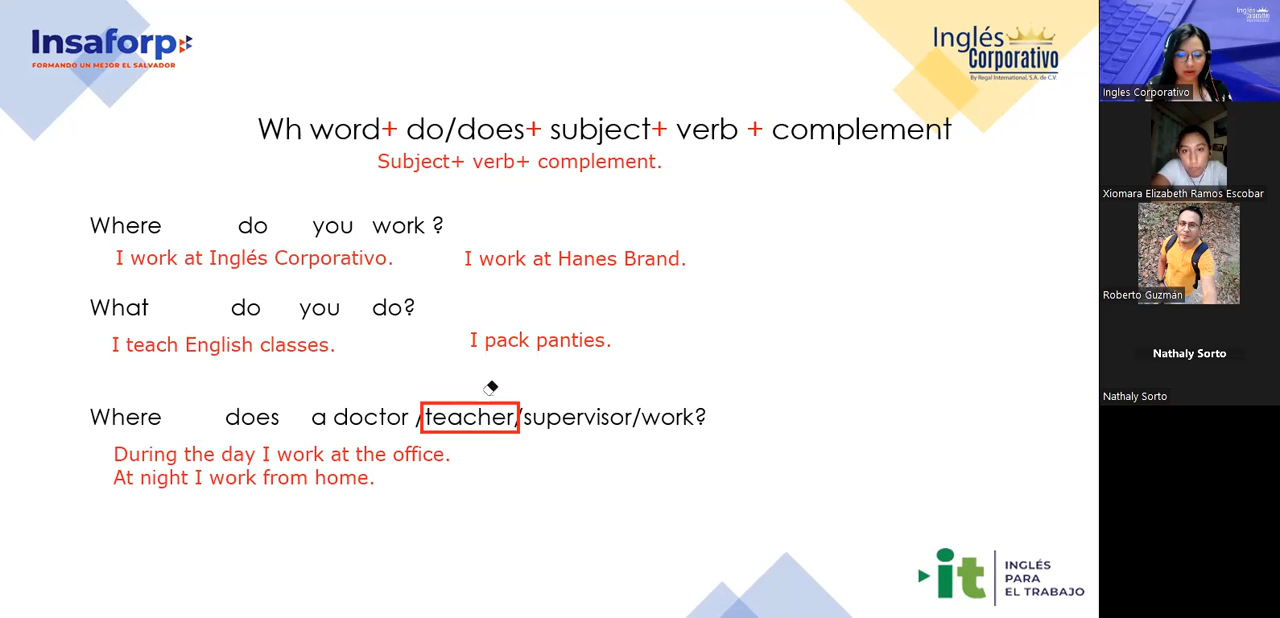 Insaforp
FORMANDO UN MEJOR EL SALVADOR
Inglés
Corporativo
By Regal International, S.A. de C.V.
Wh word+ do/does+ subject+ verb + complement
Subject+ verb+ complement.
Where do you work ?
I work at Inglés Corporativo. I work at Hanes Brand.
What do you do?
I teach English classes. I pack panties.
Where does a doctor /teacher/supervisor/work?
During the day I work at the office.
At night I work from home.
it
INGLÉS
PARA
EL TRABAJO
Ingles Corporativo
Xiomara Elizabeth Ramos Escobar
Roberto Guzmán
Nathaly Sorto
Nathaly Sorto